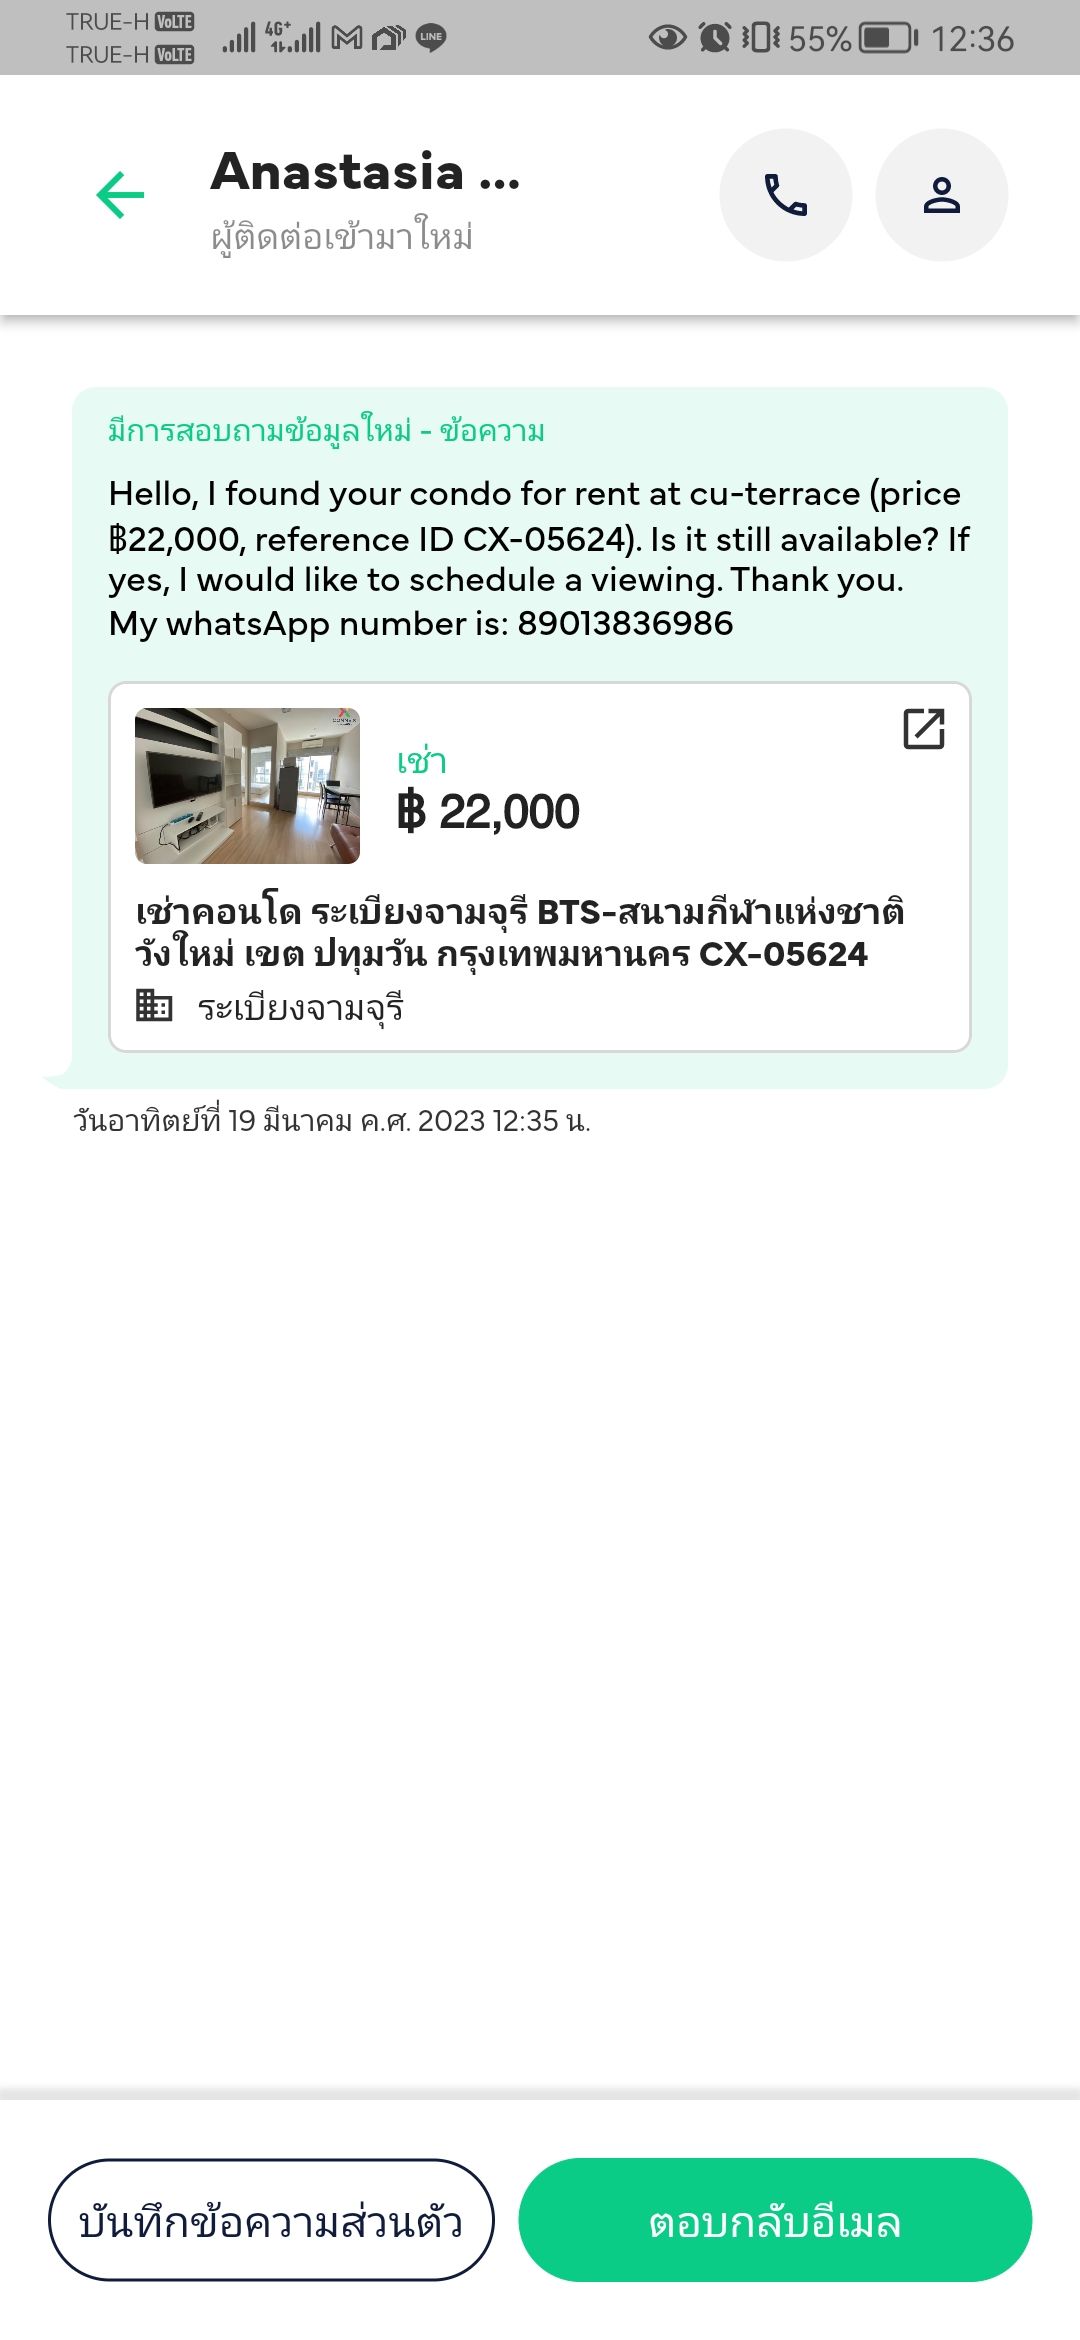 TRUE-H VoLTE
TRUE-H VoLTE
4G+
LINE
55%
12:36
Anastasia ...
ผู้ติดต่อเข้ามาใหม่
มีการสอบถามข้อมูลใหม่ - ข้อความ
Hello, I found your condo for rent at cu-terrace (price
฿22,000, reference ID CX-05624). Is it still available? If
yes, I would like to schedule a viewing. Thank you.
My whatsApp number is: 89013836986
CONNEX
เช่า
฿ 22,000
เช่าคอนโด ระเบียงจามจุรี BTS-สนามกีฬาแห่งชาติ
วังใหม่ เขต ปทุมวัน กรุงเทพมหานคร CX-05624
ระเบียงจามจุรี
วันอาทิตย์ที่ 19 มีนาคม ค.ศ. 2023 12:35 น.
บันทึกข้อความส่วนตัว
ตอบกลับอีเมล